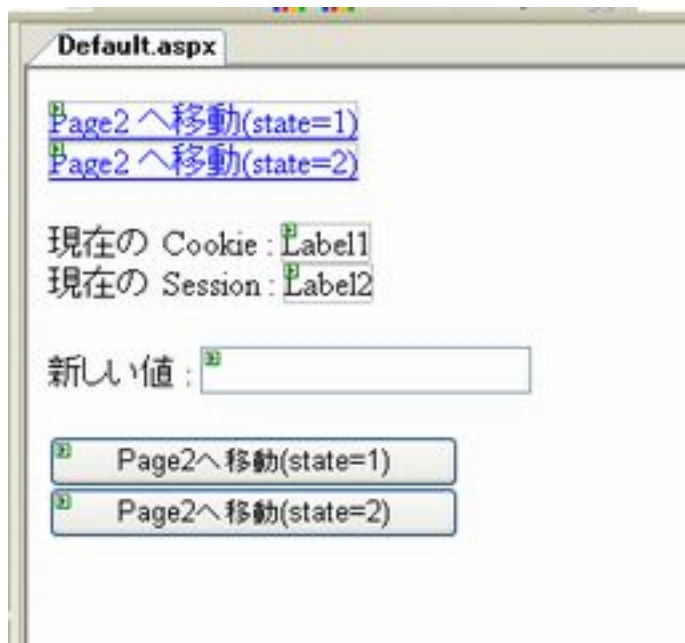 Default.aspx
Page2 へ移動(state=1)
Page2 へ移動(state=2)
現在の Cookie : Label1
現在の Session : Label2
新しい値 :
Page2へ移動(state=1)
Page2へ移動(state=2)